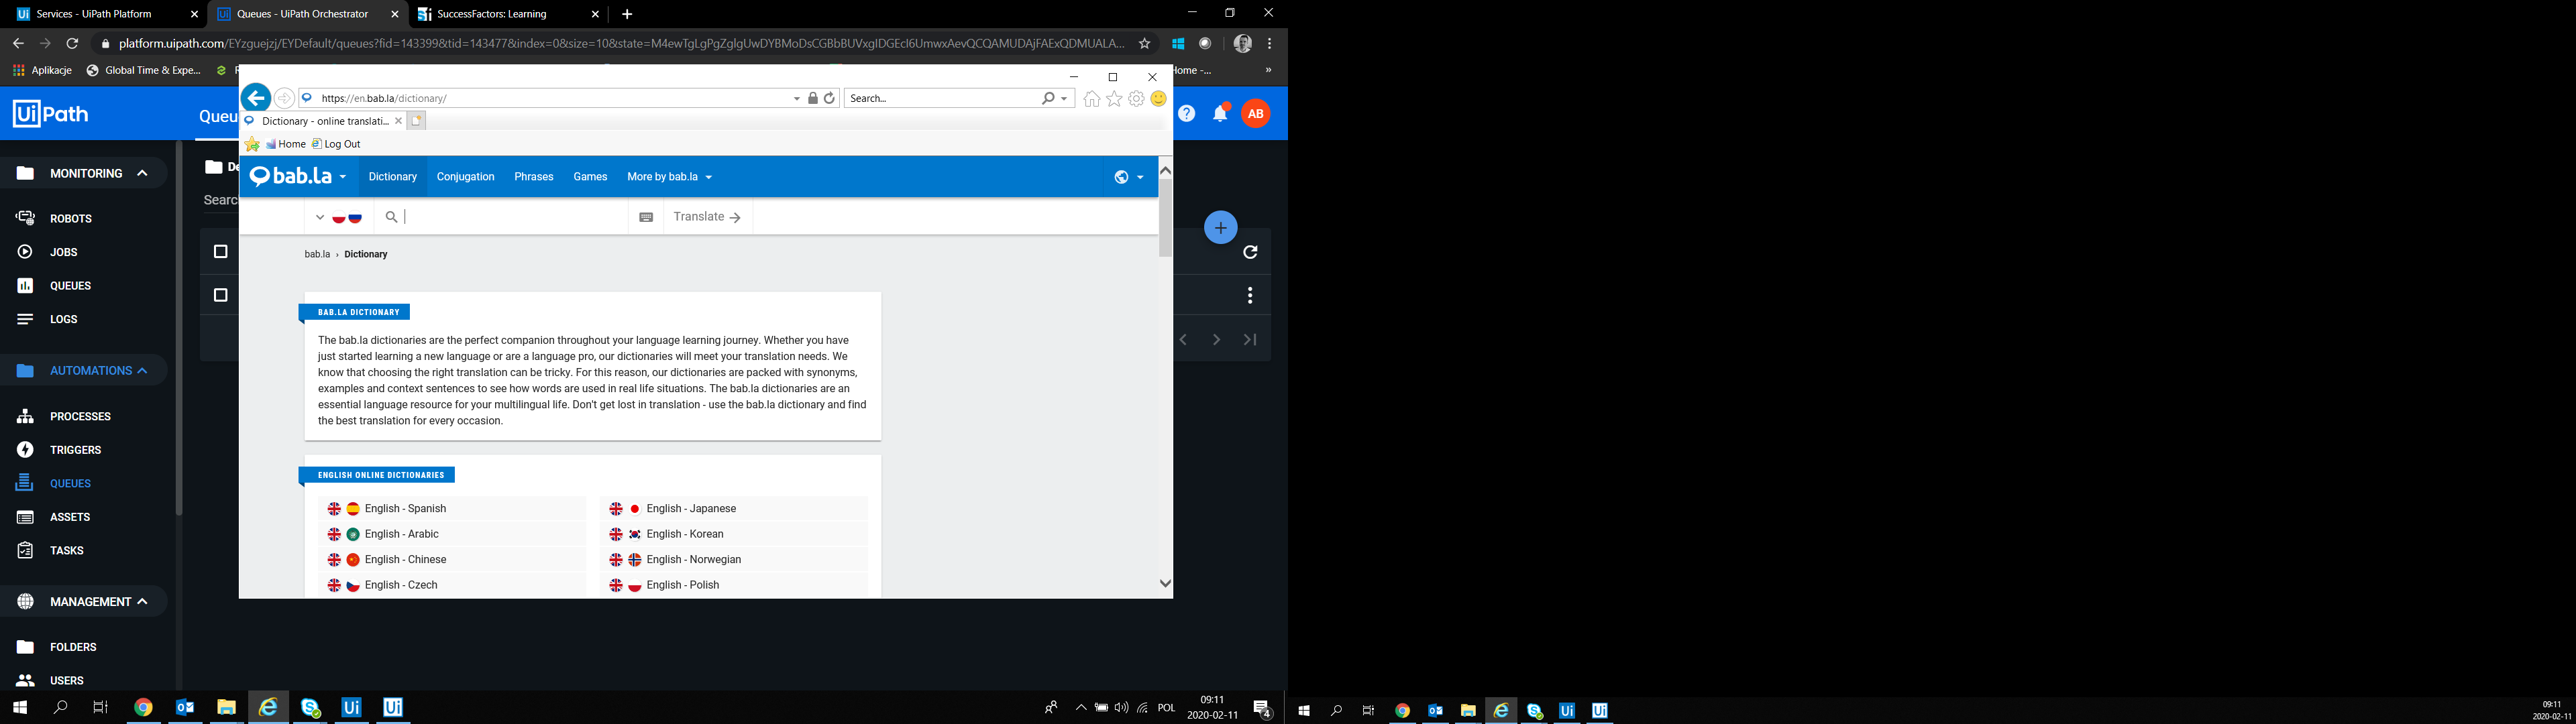 Services - UiPath Platform
Queues - UiPath Orchestrator
SuccessFactors: Learning
platform.uipath.com/EYzguejzj/EYDefault/queues?fid=143399&tid=143477&index=0&size=10&state=M4ewTgLgPgZglgUwDYBMoDsCGBbBUVxgIDGEcI6UmwxAevQCQAMUDAjFAExQDMUALA...
Aplikacje
Global Time & Expe...
Home -...
»
UiPath
Queu
AB
MONITORING
ROBOTS
JOBS
QUEUES
LOGS
AUTOMATIONS
PROCESSES
TRIGGERS
QUEUES
ASSETS
TASKS
MANAGEMENT
FOLDERS
USERS
De
Searc
https://en.bab.la/dictionary/
Search...
Dictionary - online translati...
Home
Log Out
bab.la
Dictionary
Conjugation
Phrases
Games
More by bab.la
Translate
bab.la › Dictionary
BAB.LA DICTIONARY
The bab.la dictionaries are the perfect companion throughout your language learning journey. Whether you have
just started learning a new language or are a language pro, our dictionaries will meet your translation needs. We
know that choosing the right translation can be tricky. For this reason, our dictionaries are packed with synonyms,
examples and context sentences to see how words are used in real life situations. The bab.la dictionaries are an
essential language resource for your multilingual life. Don't get lost in translation - use the bab.la dictionary and find
the best translation for every occasion.
ENGLISH ONLINE DICTIONARIES
English - Spanish
English - Japanese
English - Arabic
English - Korean
English - Chinese
English - Norwegian
English - Czech
English - Polish
POL
09:11
2020-02-11
4
09:11
2020-02-11